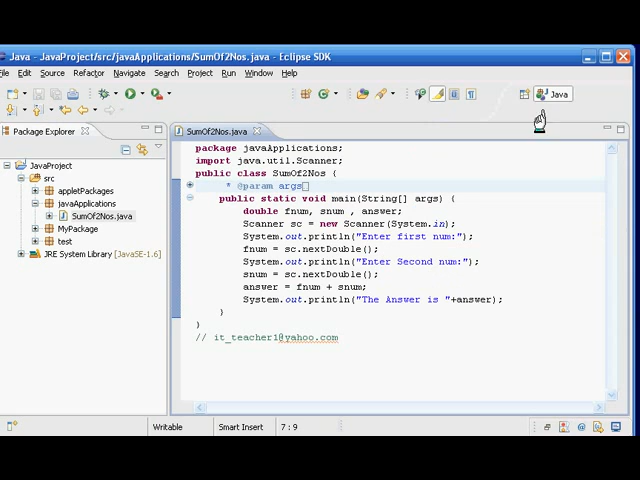 Java - JavaProject/src/javaApplications/SumOf2Nos.java - Eclipse SDK
File Edit Source Refactor Navigate Search Project Run Window Help
Java
Package Explorer
SumOf2Nos.java
JavaProject
src
appletPackages
javaApplications
SumOf2Nos.java
MyPackage
test
JRE System Library [JavaSE-1.6]
package javaApplications;
import java.util.Scanner;
public class SumOf2Nos {
* @param args
public static void main(String[] args) {
double fnum, snum , answer;
Scanner sc = new Scanner(System.in);
System.out.println("Enter first num:");
fnum = sc.nextDouble();
System.out.println("Enter Second num:");
snum = sc.nextDouble();
answer = fnum + snum;
System.out.println("The Answer is "+answer);
}
}
// it_teacher1@yahoo.com
Writable Smart Insert 7 : 9